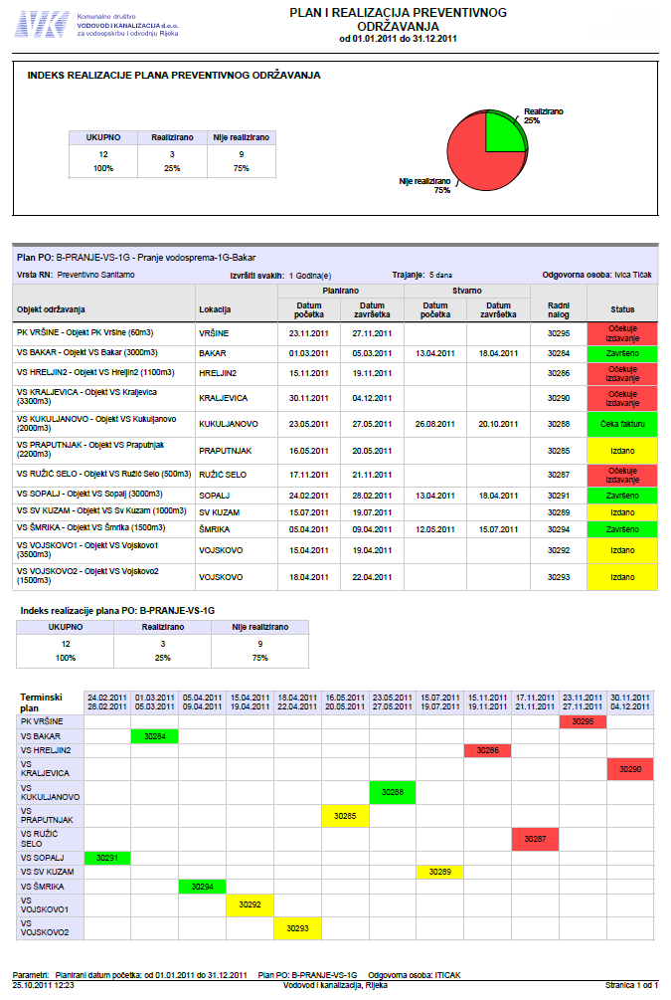 Komunalno društvo
VODOVOD I KANALIZACIJA d.o.o.
za vodoopskrbu i odvodnju Rijeka
PLAN I REALIZACIJA PREVENTIVNOG
ODRŽAVANJA
od 01.01.2011 do 31.12.2011
INDEKS REALIZACIJE PLANA PREVENTIVNOG ODRŽAVANJA
UKUPNO Realizirano Nije realizirano
12 3 9
100% 25% 75%
Realizirano
25%
Nije realizirano
75%
Plan PO: B-PRANJE-VS-1G - Pranje vodosprema-1G-Bakar
Vrsta RN: Preventivno Sanitarno Izvršiti svakih: 1 Godina(e) Trajanje: 5 dana Odgovorna osoba: Ivica Tičak
Planirano Stvarno
Objekt održavanja Lokacija Datum početka Datum završetka Datum početka Datum završetka Radni nalog Status
PK VRŠINE - Objekt PK Vršine (60m3) VRŠINE 23.11.2011 27.11.2011 30295 Očekuje izdavanje
VS BAKAR - Objekt VS Bakar (3000m3) BAKAR 01.03.2011 05.03.2011 13.04.2011 18.04.2011 30284 Završeno
VS HRELJIN2 - Objekt VS Hreljin2 (1100m3) HRELJIN2 15.11.2011 19.11.2011 30286 Očekuje izdavanje
VS KRALJEVICA - Objekt VS Kraljevica (3300m3) KRALJEVICA 30.11.2011 04.12.2011 30290 Očekuje izdavanje
VS KUKULJANOVO - Objekt VS Kukuljanovo (2000m3) KUKULJANOVO 23.05.2011 27.05.2011 26.08.2011 20.10.2011 30288 Čeka fakturu
VS PRAPUTNJAK - Objekt VS Praputnjak (2200m3) PRAPUTNJAK 16.05.2011 20.05.2011 30285 Izdano
VS RUŽIĆ SELO - Objekt VS Ružić Selo (500m3) RUŽIĆ SELO 17.11.2011 21.11.2011 30287 Očekuje izdavanje
VS SOPALJ - Objekt VS Sopalj (3000m3) SOPALJ 24.02.2011 28.02.2011 13.04.2011 18.04.2011 30291 Završeno
VS SV KUZAM - Objekt VS Sv Kuzam (1000m3) SV KUZAM 15.07.2011 19.07.2011 30289 Izdano
VS ŠMRIKA - Objekt VS Šmrika (1500m3) ŠMRIKA 05.04.2011 09.04.2011 12.05.2011 15.07.2011 30294 Završeno
VS VOJSKOVO1 - Objekt VS Vojskovo1 (3500m3) VOJSKOVO 15.04.2011 19.04.2011 30292 Izdano
VS VOJSKOVO2 - Objekt VS Vojskovo2 (1500m3) VOJSKOVO 18.04.2011 22.04.2011 30293 Izdano
Indeks realizacije plana PO: B-PRANJE-VS-1G
UKUPNO Realizirano Nije realizirano
12 3 9
100% 25% 75%
Terminski 24.02.2011 01.03.2011 05.04.2011 15.04.2011 18.04.2011 16.05.2011 23.05.2011 15.07.2011 15.11.2011 17.11.2011 23.11.2011 30.11.2011
plan 28.02.2011 05.03.2011 09.04.2011 19.04.2011 22.04.2011 20.05.2011 27.05.2011 19.07.2011 19.11.2011 21.11.2011 27.11.2011 04.12.2011
PK VRŠINE 30295
VS BAKAR 30284
VS HRELJIN2 30286
VS KRALJEVICA 30290
VS KUKULJANOVO 30288
VS PRAPUTNJAK 30285
VS RUŽIĆ SELO 30287
VS SOPALJ 30291
VS SV KUZAM 30289
VS ŠMRIKA 30294
VS VOJSKOVO1 30292
VS VOJSKOVO2 30293
Parametri: Planirani datum početka: od 01.01.2011 do 31.12.2011 Plan PO: B-PRANJE-VS-1G Odgovorna osoba: ITICAK
25.10.2011 12:23 Vodovod i kanalizacija, Rijeka Stranica 1 od 1